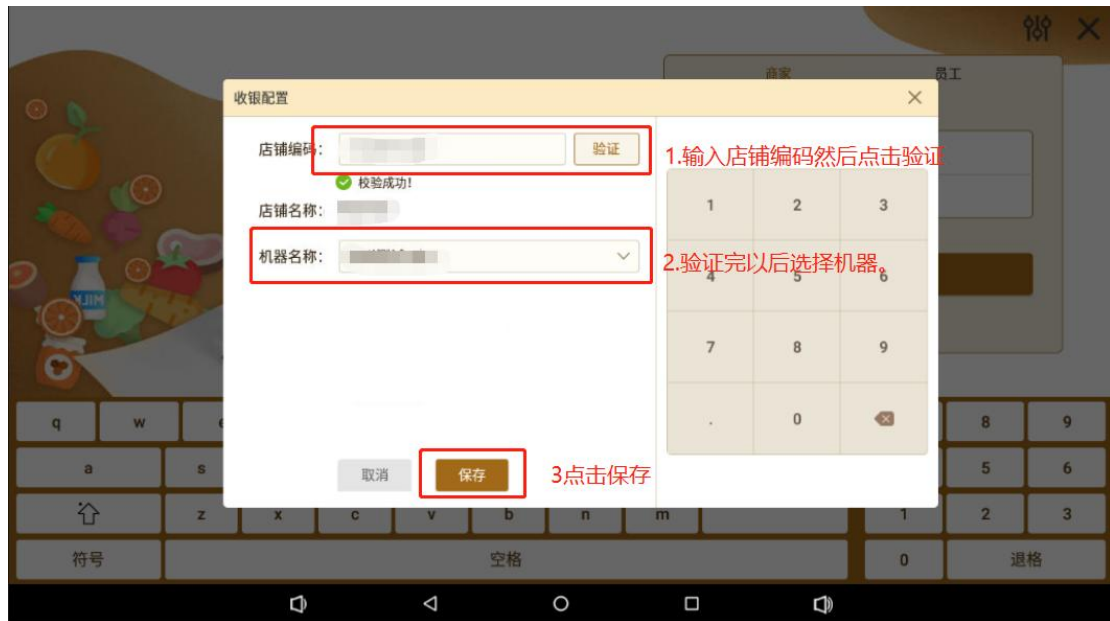 商家 员工
收银配置
店铺编码： 验证
1.输入店铺编码然后点击验证
校验成功!
店铺名称：
机器名称：
2.验证完以后选择机器。
1 2 3
4 5 6
7 8 9
. 0
取消 保存
3点击保存
q w e 8 9
a s 5 6
z x c v b n m 1 2 3
符号 空格 0 退格
MILK